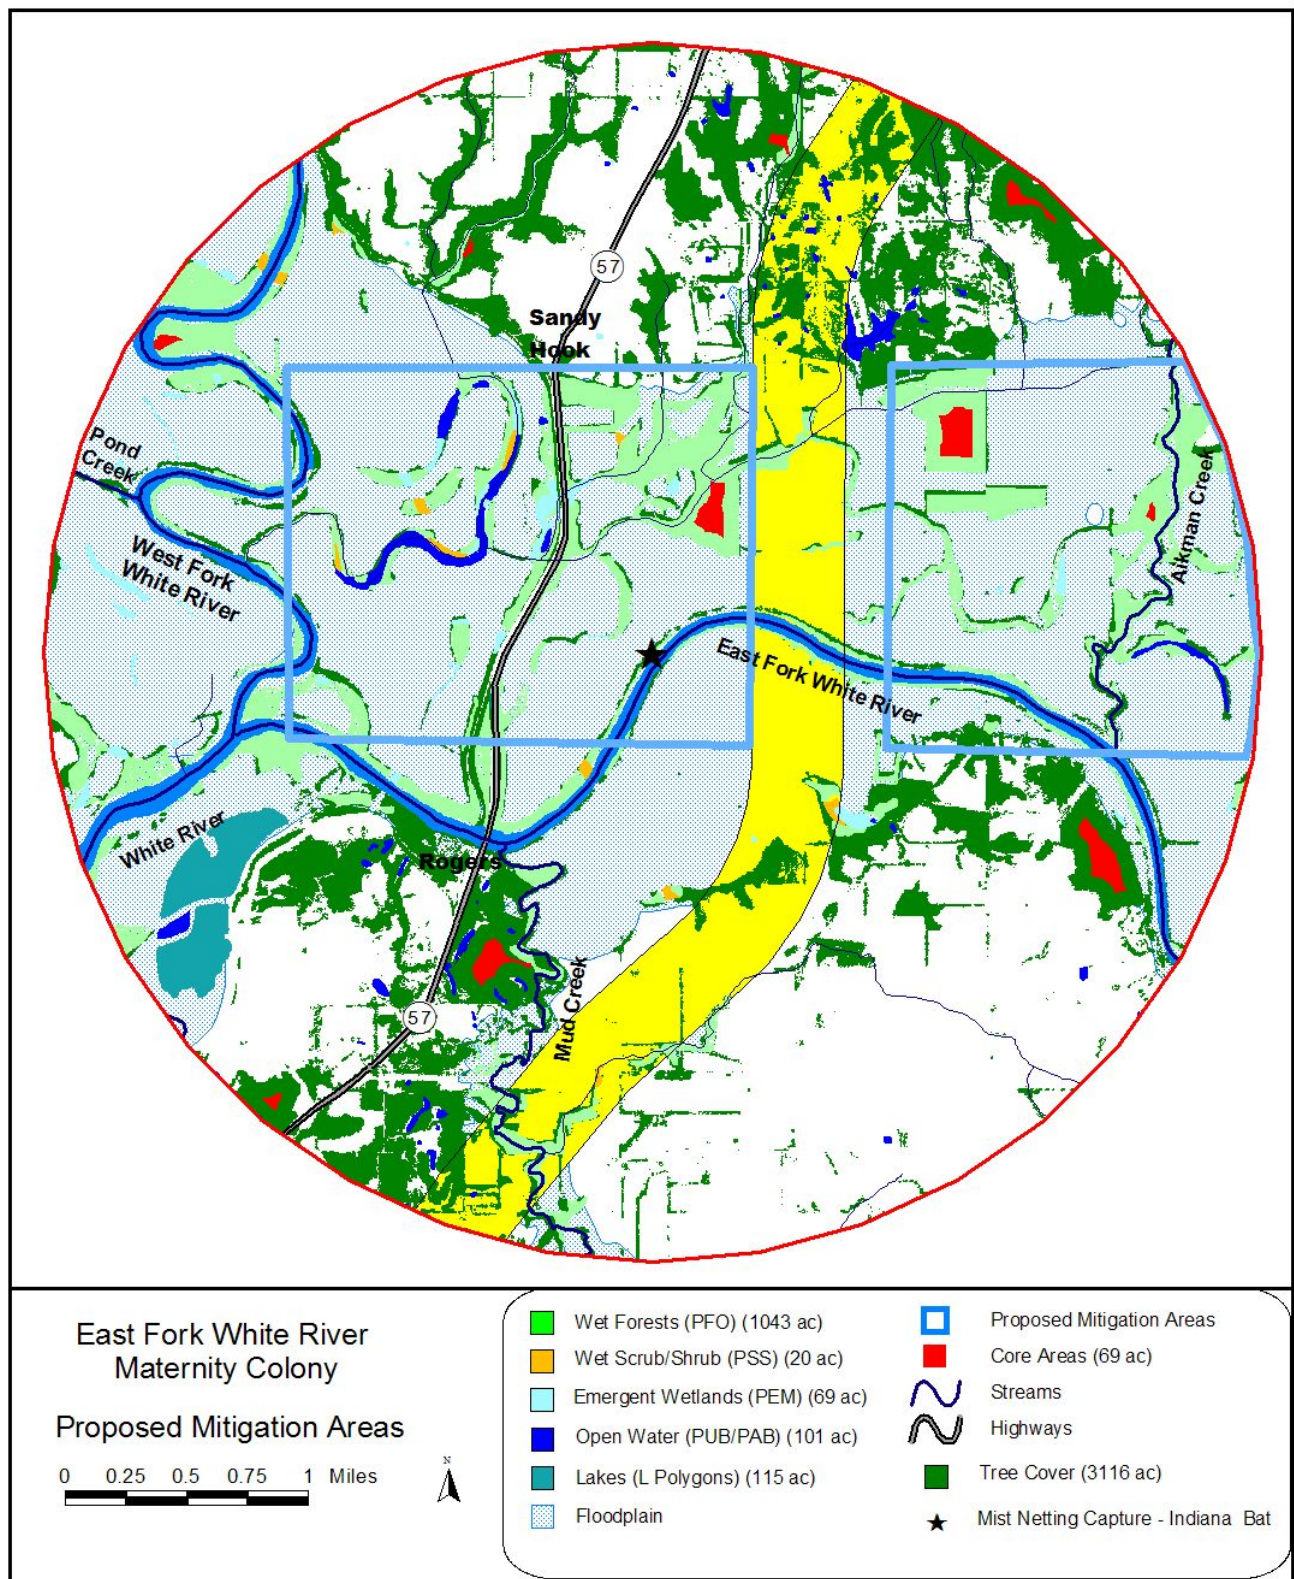 57
Sandy
Hook
Pond
Creek
Aikman Creek
West Fork
White River
East Fork White River
White River
Rogers
Mud Creek
57
East Fork White River
Maternity Colony
Proposed Mitigation Areas
0 0.25 0.5 0.75 1 Miles
N
Wet Forests (PFO) (1043 ac)
Wet Scrub/Shrub (PSS) (20 ac)
Emergent Wetlands (PEM) (69 ac)
Open Water (PUB/PAB) (101 ac)
Lakes (L Polygons) (115 ac)
Floodplain
Proposed Mitigation Areas
Core Areas (69 ac)
Streams
Highways
Tree Cover (3116 ac)
Mist Netting Capture - Indiana Bat